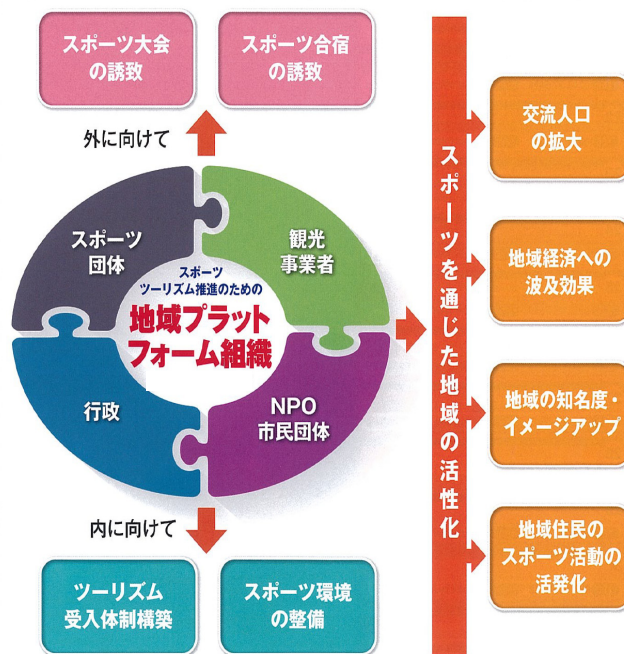 スポーツ大会
の誘致
スポーツ合宿
の誘致
外に向けて
スポーツ
団体
観光
事業者
スポーツ
ツーリズム推進のための
地域プラット
フォーム組織
行政
NPO
市民団体
内に向けて
ツーリズム
受入体制構築
スポーツ環境
の整備
スポーツを通じた地域の活性化
交流人口
の拡大
地域経済への
波及効果
地域の知名度・
イメージアップ
地域住民の
スポーツ活動の
活発化